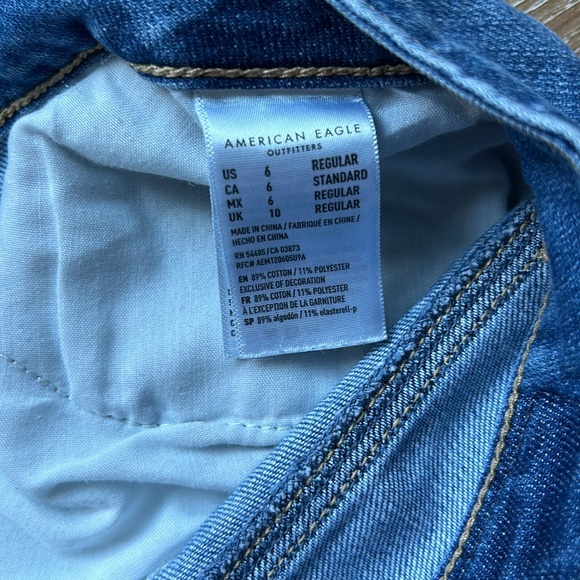 AMERICAN EAGLE
OUTFITTERS
US 6 REGULAR
CA 6 STANDARD
MX 6 REGULAR
UK 10 REGULAR
MADE IN CHINA / FABRIQUÉ EN CHINE /
HECHO EN CHINA
RN 54485 / CA 03873
RFC# AEM120605U9A
EN 89% COTTON / 11% POLYESTER
EXCLUSIVE OF DECORATION
FR 89% COTON / 11% POLYESTER
À L'EXCEPTION DE LA GARNITURE
SP 89% algodón / 11% elasterell-p